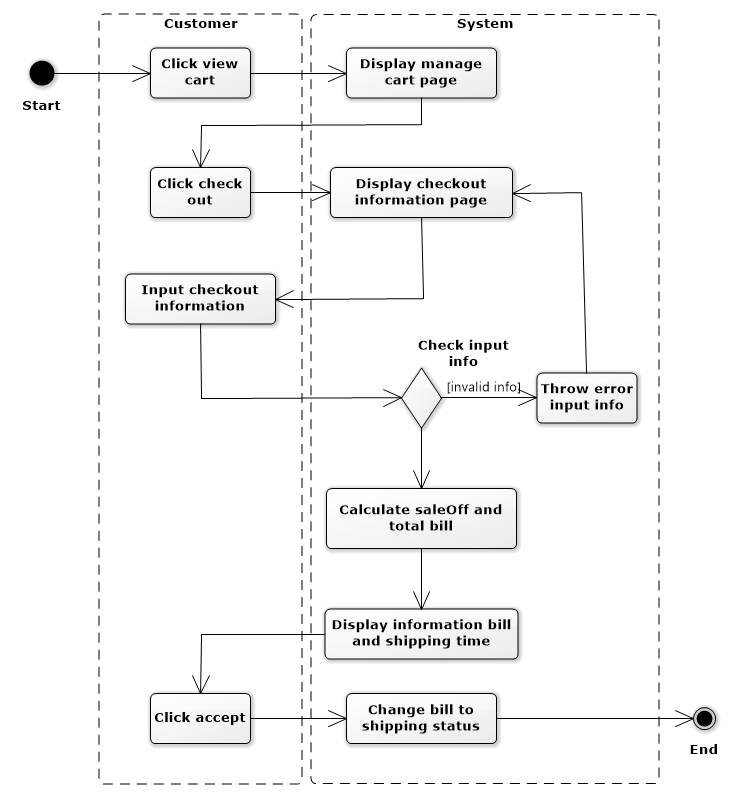 Customer
System
Click view
cart
Display manage
cart page
Start
Click check
out
Display checkout
information page
Input checkout
information
Check input
info
[invalid info]
Throw error
input info
Calculate saleOff and
total bill
Display information bill
and shipping time
Click accept
Change bill to
shipping status
End